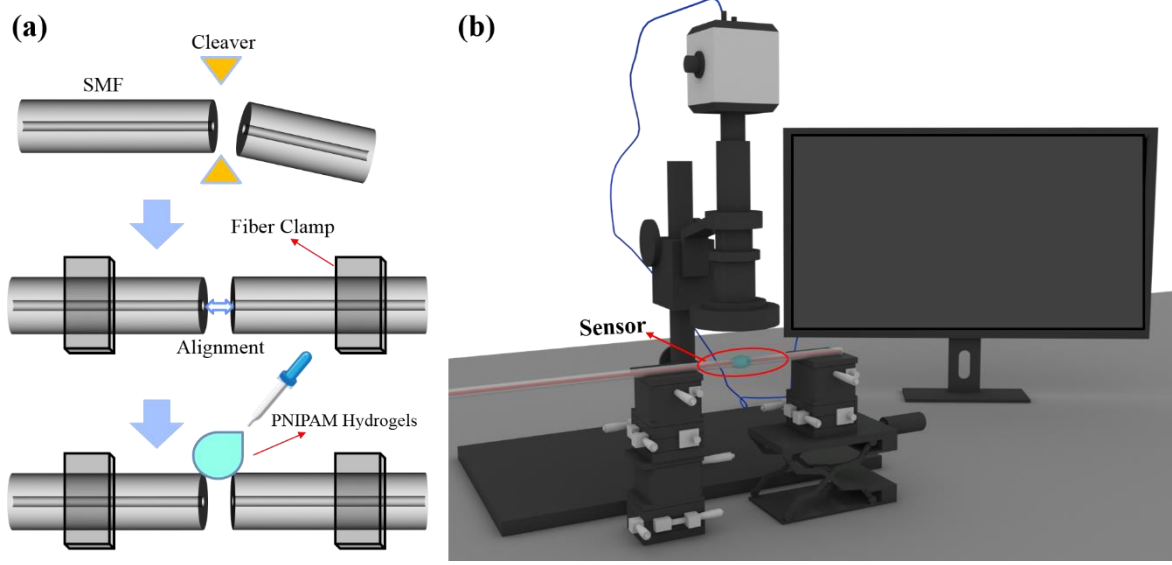 (a)
Cleaver
SMF
Fiber Clamp
Alignment
PNIPAM Hydrogels
(b)
Sensor